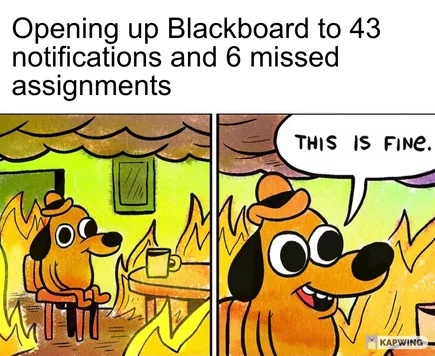 Opening up Blackboard to 43
notifications and 6 missed
assignments
THIS IS FINE.
KAPWING